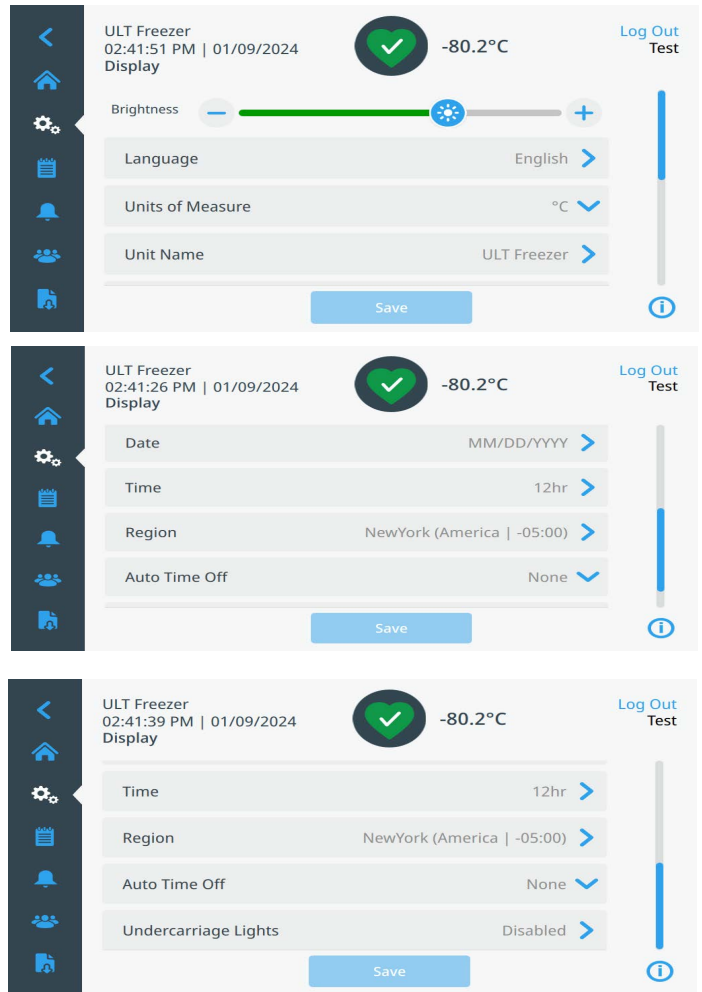 ULT Freezer
02:41:51 PM | 01/09/2024
Display
-80.2°C
Log Out
Test
Brightness
Language English
Units of Measure °C
Unit Name ULT Freezer
Save
ULT Freezer
02:41:26 PM | 01/09/2024
Display
-80.2°C
Log Out
Test
Date MM/DD/YYYY
Time 12hr
Region NewYork (America | -05:00)
Auto Time Off None
Save
ULT Freezer
02:41:39 PM | 01/09/2024
Display
-80.2°C
Log Out
Test
Time 12hr
Region NewYork (America | -05:00)
Auto Time Off None
Undercarriage Lights Disabled
Save